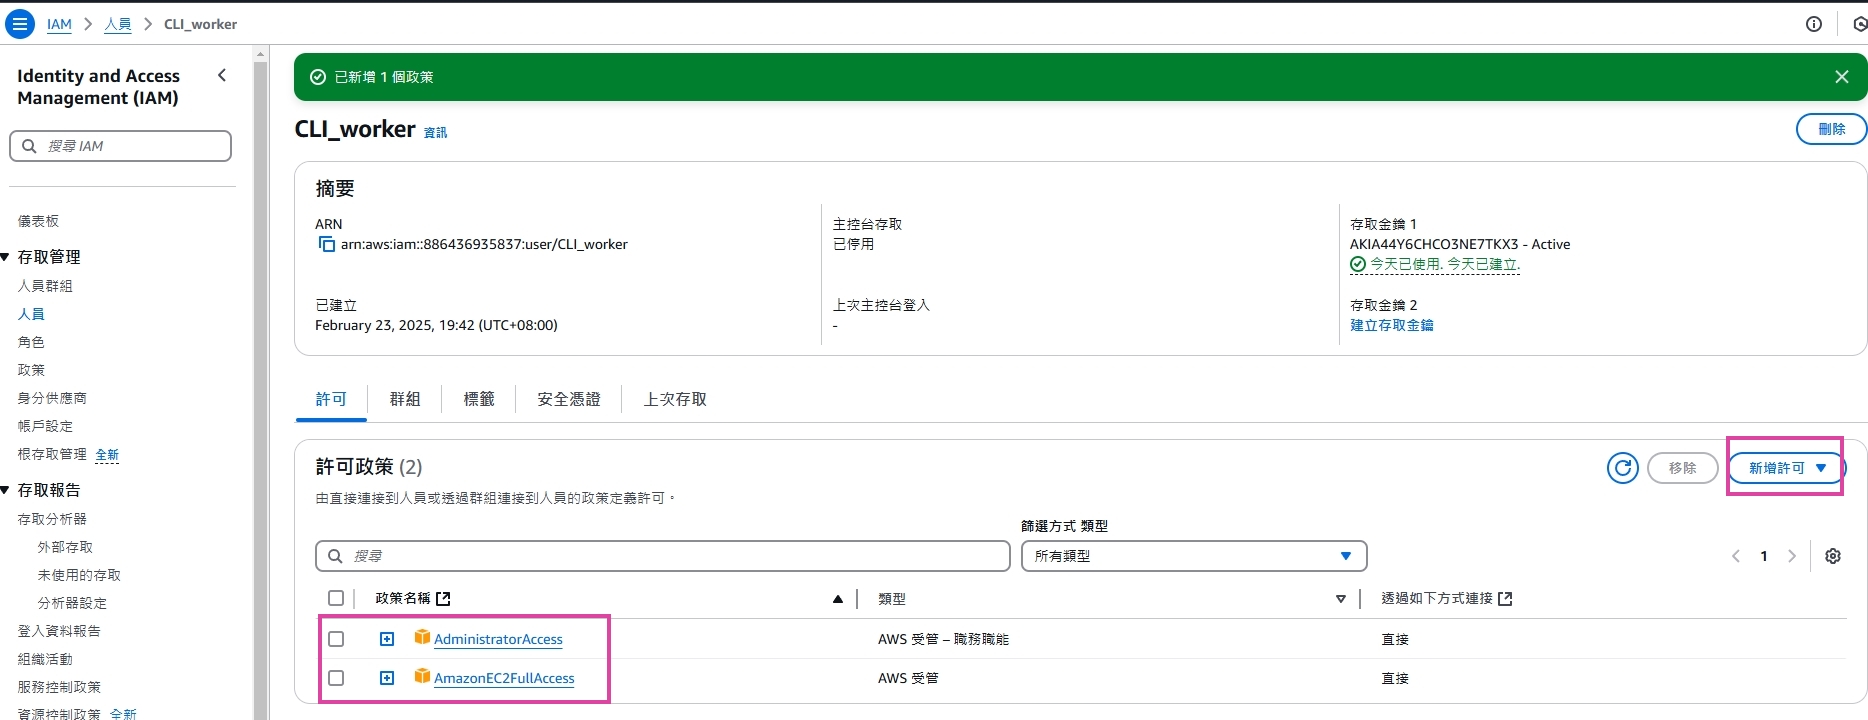 IAM > 人員 > CLI_worker
Identity and Access
Management (IAM)
搜尋 IAM
儀表板
存取管理
人員群組
人員
角色
政策
身分供應商
帳戶設定
根存取管理 全新
存取報告
存取分析器
外部存取
未使用的存取
分析器設定
登入資料報告
組織活動
服務控制政策
資源控制政策 全新
已新增 1 個政策
CLI_worker 資訊
刪除
摘要
ARN
arn:aws:iam::886436935837:user/CLI_worker
已建立
February 23, 2025, 19:42 (UTC+08:00)
主控台存取
已停用
上次主控台登入
-
存取金鑰 1
AKIA44Y6CHCO3NE7TKX3 - Active
今天已使用. 今天已建立.
存取金鑰 2
建立存取金鑰
許可
群組
標籤
安全憑證
上次存取
許可政策 (2)
移除
新增許可
由直接連接到人員或透過群組連接到人員的政策定義許可。
篩選方式 類型
搜尋
所有類型
1
政策名稱 類型 透過如下方式連接
AdministratorAccess AWS 受管 – 職務職能 直接
AmazonEC2FullAccess AWS 受管 直接